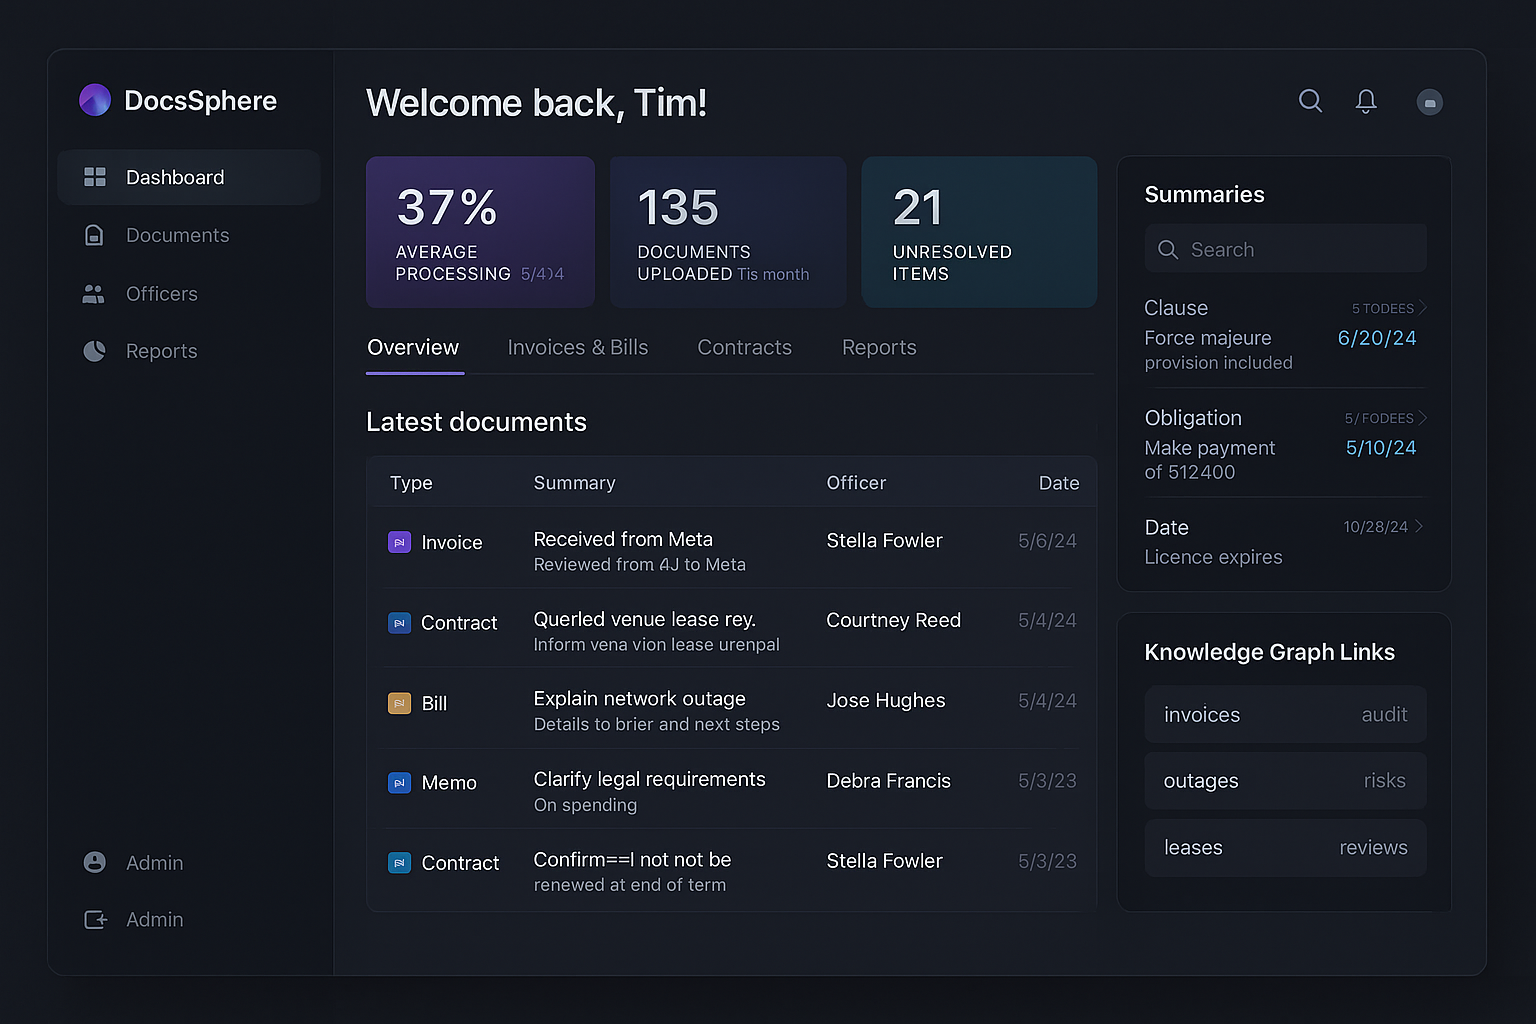 DocsSphere
Dashboard
Documents
Officers
Reports
Admin
Admin
Welcome back, Tim!
37%
AVERAGE
PROCESSING 5/4)4
135
DOCUMENTS
UPLOADED Tis month
21
UNRESOLVED
ITEMS
Overview Invoices & Bills Contracts Reports
Latest documents
Type Summary Officer Date
Invoice Received from Meta Stella Fowler 5/6/24
Reviewed from 4J to Meta
Contract Querled venue lease rey. Courtney Reed 5/4/24
Inform vena vion lease urenpal
Bill Explain network outage Jose Hughes 5/4/24
Details to brier and next steps
Memo Clarify legal requirements Debra Francis 5/3/23
On spending
Contract Confirm==I not not be Stella Fowler 5/3/23
renewed at end of term
Summaries
Search
Clause 5 TODEES
Force majeure 6/20/24
provision included
Obligation 5/FODEES
Make payment 5/10/24
of 512400
Date 10/28/24
Licence expires
Knowledge Graph Links
invoices audit
outages risks
leases reviews